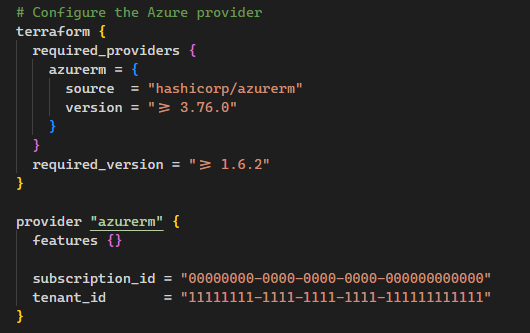 # Configure the Azure provider
terraform {
  required_providers {
    azurerm = {
      source  = "hashicorp/azurerm"
      version = ">= 3.76.0"
    }
  }
  required_version = ">= 1.6.2"
}

provider "azurerm" {
  features {}

  subscription_id = "00000000-0000-0000-0000-000000000000"
  tenant_id       = "11111111-1111-1111-1111-111111111111"
}